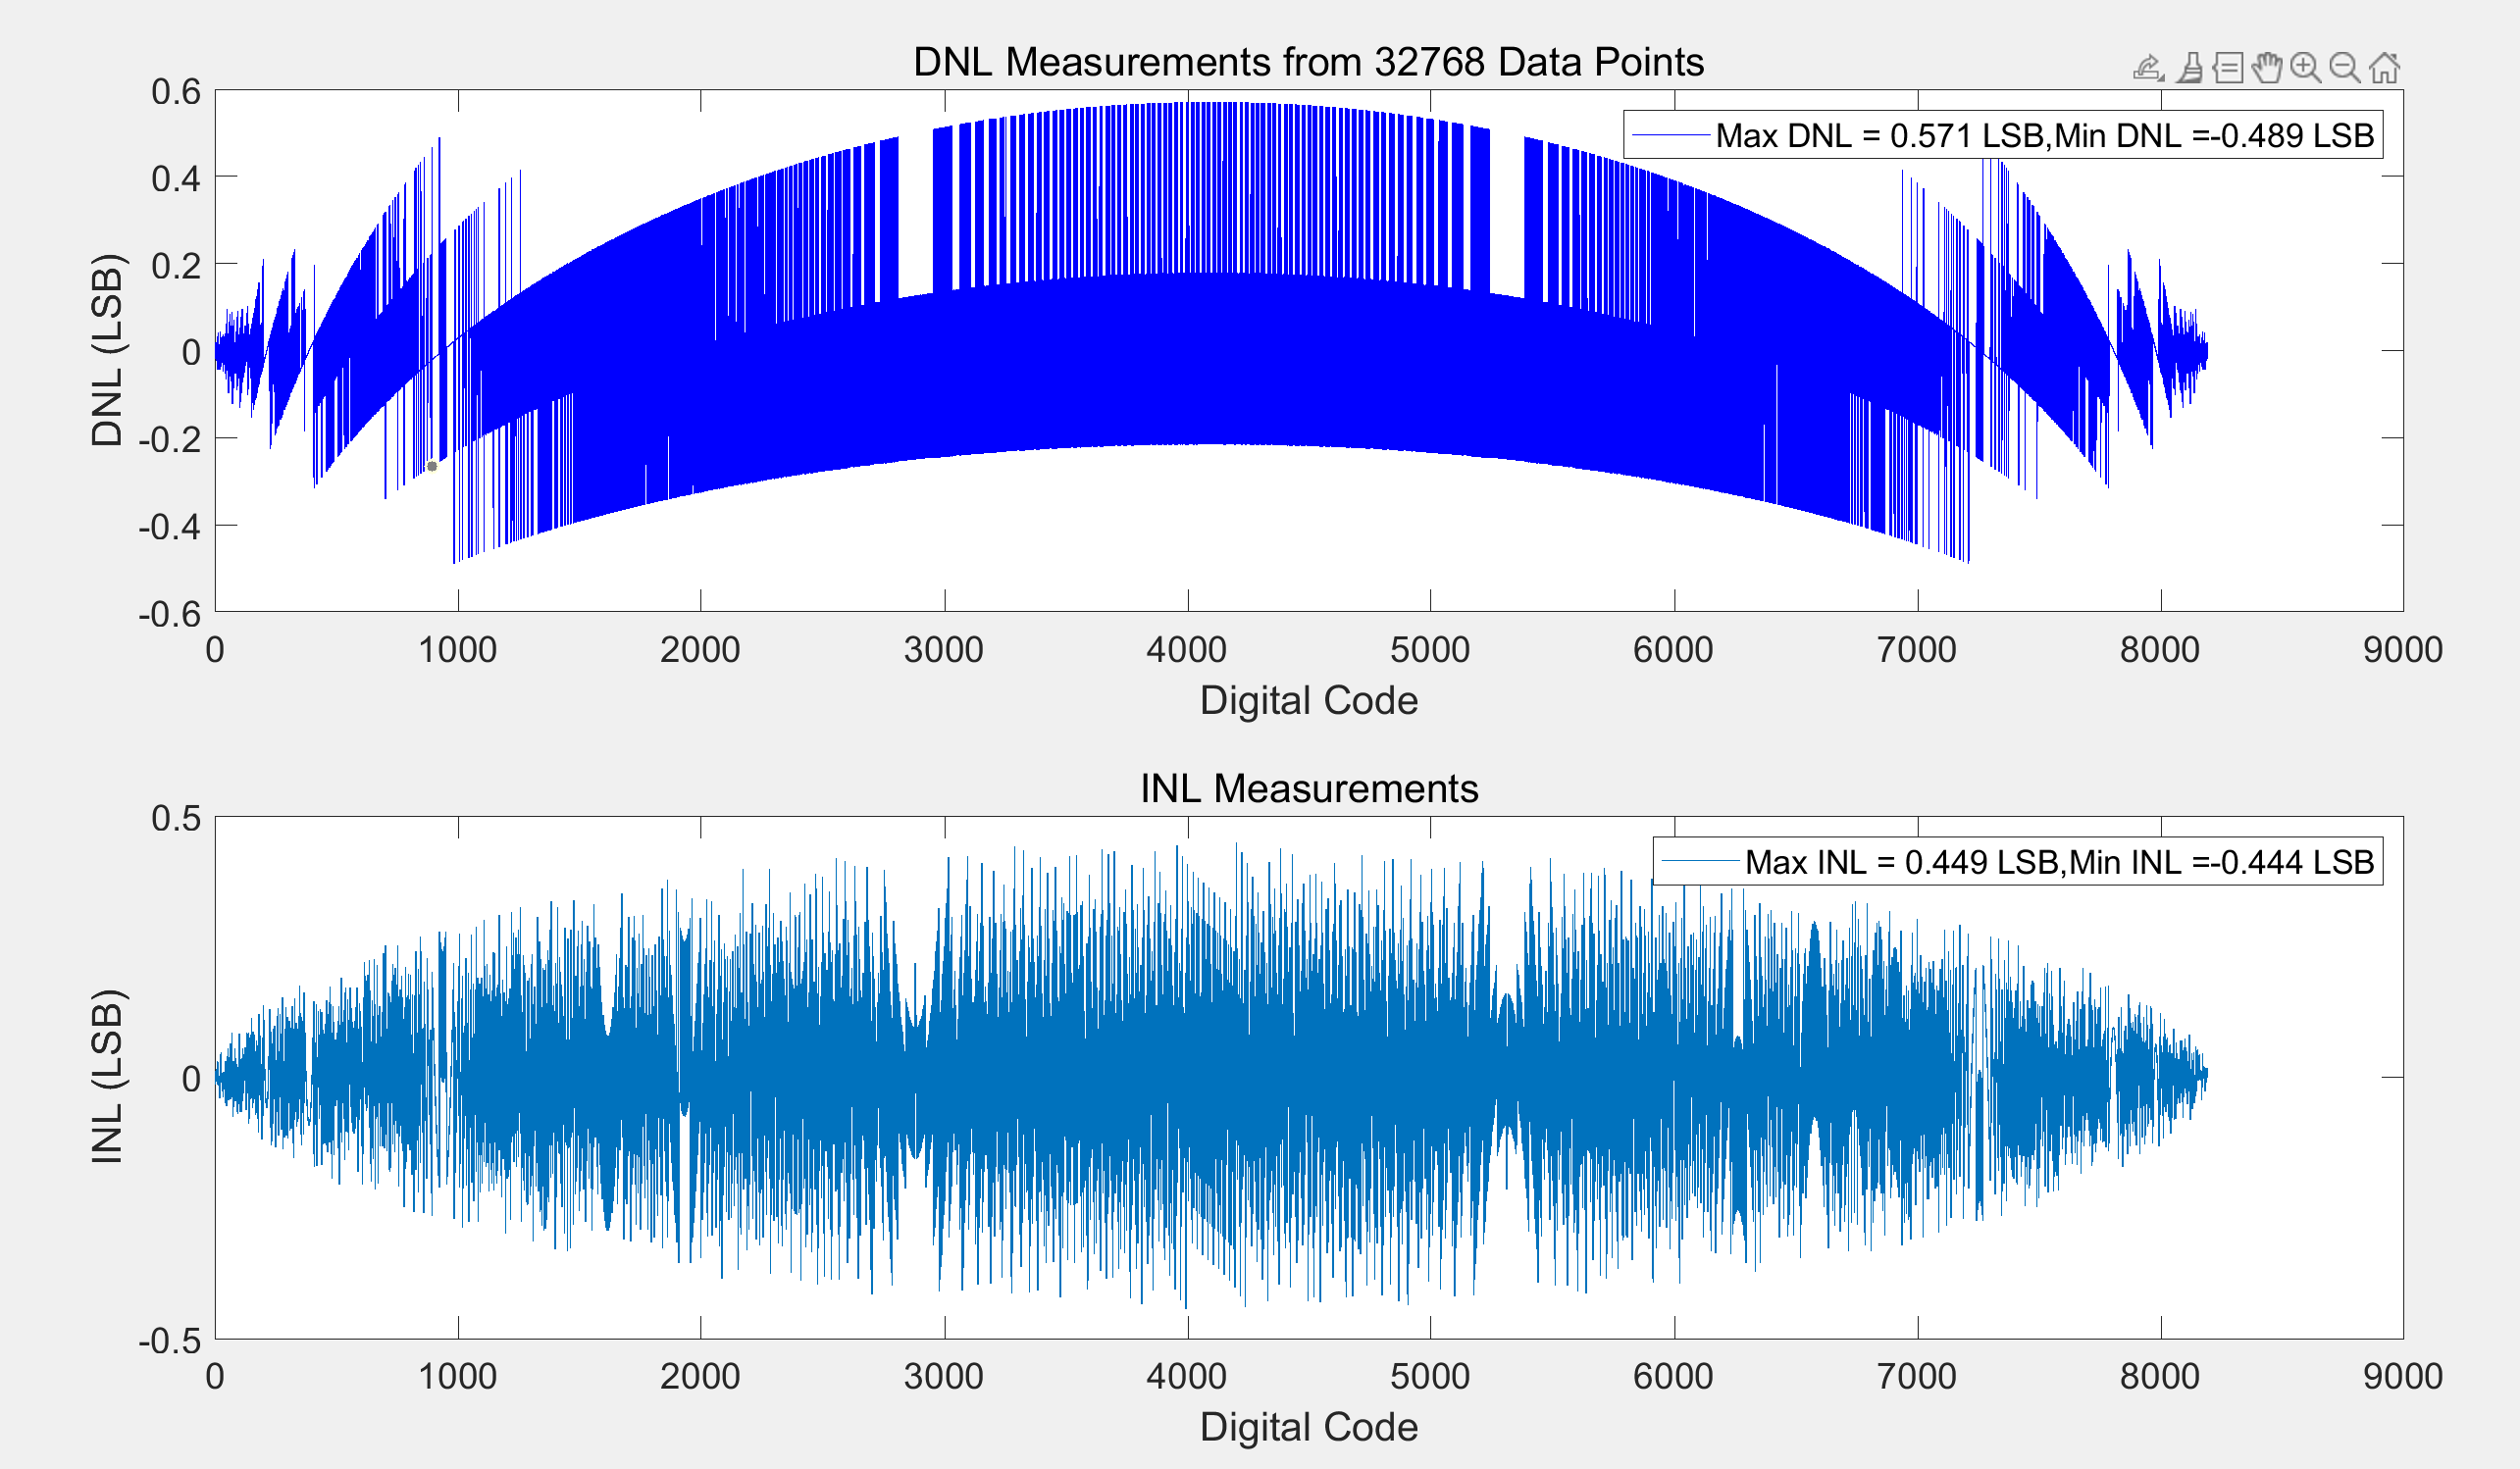 DNL Measurements from 32768 Data Points
0.6
0.4
0.2
0
-0.2
-0.4
-0.6
DNL (LSB)
Max DNL = 0.571 LSB,Min DNL =-0.489 LSB
0 1000 2000 3000 4000 5000 6000 7000 8000 9000
Digital Code
INL Measurements
0.5
0
-0.5
INL (LSB)
Max INL = 0.449 LSB,Min INL =-0.444 LSB
0 1000 2000 3000 4000 5000 6000 7000 8000 9000
Digital Code